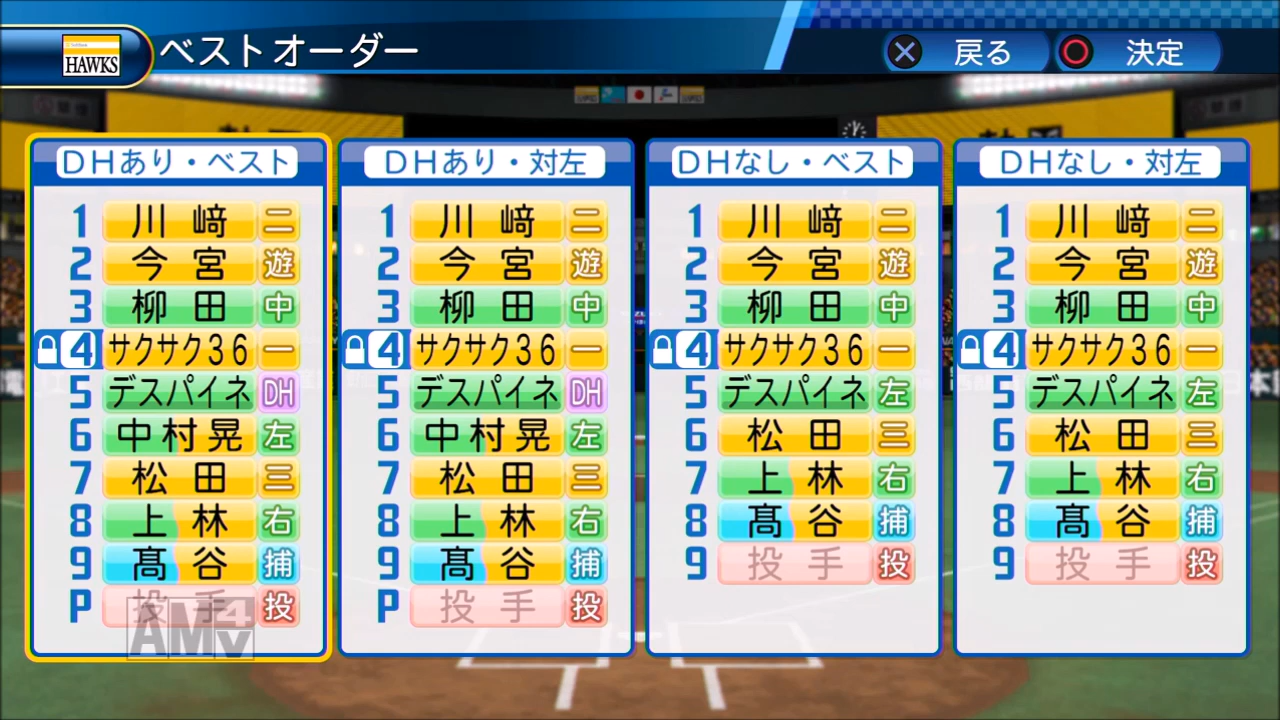 HAWKS
ベストオーダー
戻る
決定
DHあり・ベスト
1 川﨑 二
2 今宮 遊
3 柳田 中
4 サクサク36 一
5 デスパイネ DH
6 中村晃 左
7 松田 三
8 上林 右
9 髙谷 捕
P 投手 投
DHあり・対左
1 川﨑 二
2 今宮 遊
3 柳田 中
4 サクサク36 一
5 デスパイネ DH
6 中村晃 左
7 松田 三
8 上林 右
9 髙谷 捕
P 投手 投
DHなし・ベスト
1 川﨑 二
2 今宮 遊
3 柳田 中
4 サクサク36 一
5 デスパイネ 左
6 松田 三
7 上林 右
8 髙谷 捕
9 投手 投
DHなし・対左
1 川﨑 二
2 今宮 遊
3 柳田 中
4 サクサク36 一
5 デスパイネ 左
6 松田 三
7 上林 右
8 髙谷 捕
9 投手 投
AM4V